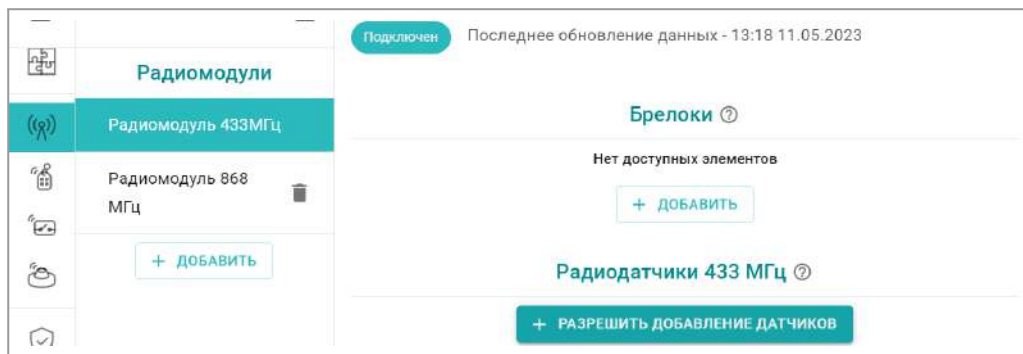 Подключен
Последнее обновление данных - 13:18 11.05.2023
Радиомодули
Радиомодуль 433МГц
Радиомодуль 868
МГц
+ ДОБАВИТЬ
Брелоки
Нет доступных элементов
+ ДОБАВИТЬ
Радиодатчики 433 МГц
+ РАЗРЕШИТЬ ДОБАВЛЕНИЕ ДАТЧИКОВ